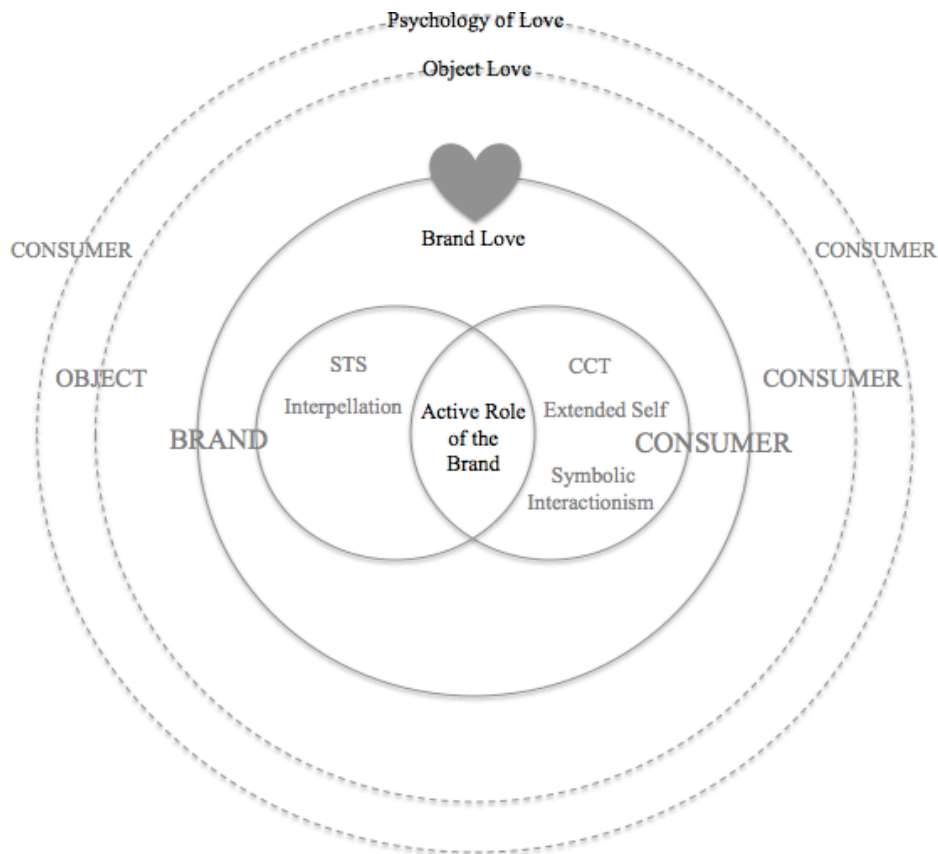 Psychology of Love
Object Love
Brand Love
CONSUMER
CONSUMER
OBJECT
CONSUMER
STS
CCT
Interpellation
Extended Self
Active Role
of the
Brand
BRAND
CONSUMER
Symbolic
Interactionism